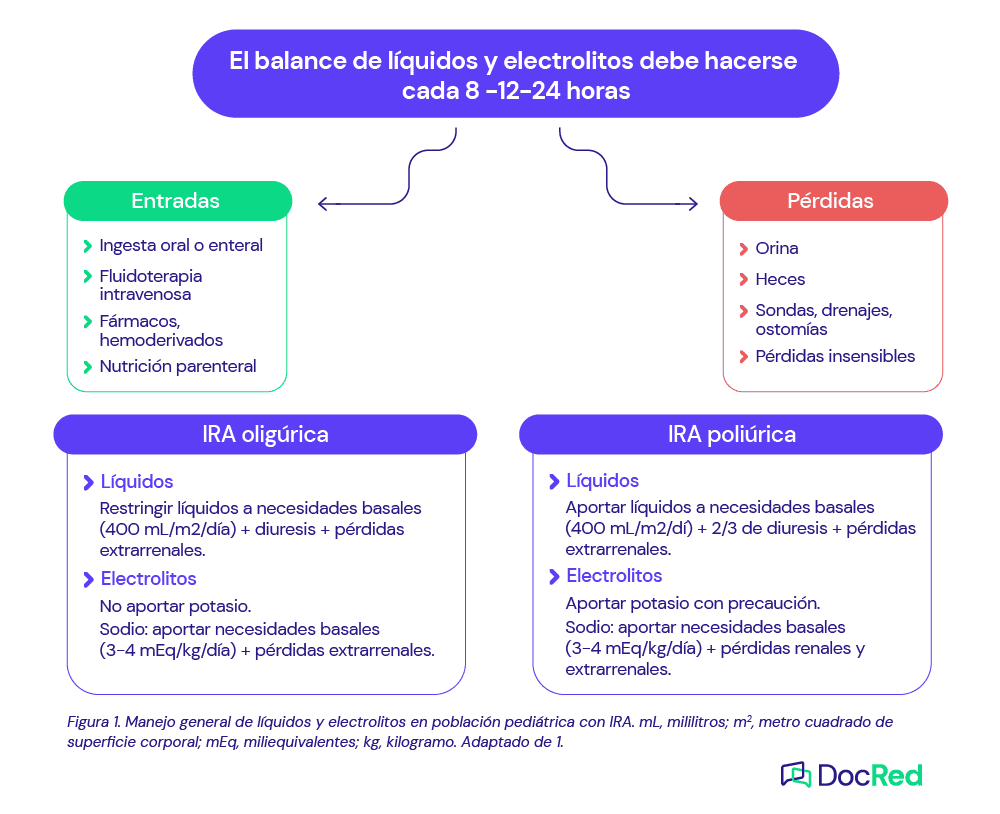 El balance de líquidos y electrolitos debe hacerse
cada 8 -12-24 horas
Entradas
Ingesta oral o enteral
Fluidoterapia
intravenosa
Fármacos,
hemoderivados
Nutrición parenteral
Pérdidas
Orina
Heces
Sondas, drenajes,
ostomías
Pérdidas insensibles
IRA oligúrica
Líquidos
Restringir líquidos a necesidades basales
(400 mL/m2/día) + diuresis + pérdidas
extrarrenales.
Electrolitos
No aportar potasio.
Sodio: aportar necesidades basales
(3-4 mEq/kg/día) + pérdidas extrarrenales.
IRA poliúrica
Líquidos
Aportar líquidos a necesidades basales
(400 mL/m2/dí) + 2/3 de diuresis + pérdidas
extrarrenales.
Electrolitos
Aportar potasio con precaución.
Sodio: aportar necesidades basales
(3-4 mEq/kg/día) + pérdidas renales y
extrarrenales.
Figura 1. Manejo general de líquidos y electrolitos en población pediátrica con IRA. mL, mililitros; m², metro cuadrado de
superficie corporal; mEq, miliequivalentes; kg, kilogramo. Adaptado de 1.
DocRed